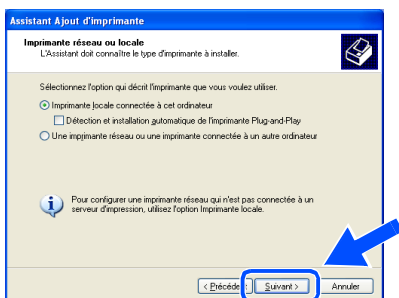 Assistant Ajout d'imprimante
Imprimante réseau ou locale
L'Assistant doit connaître le type d'imprimante à installer.
Sélectionnez l'option qui décrit l'imprimante que vous voulez utiliser.
Imprimante locale connectée à cet ordinateur
Détection et installation automatique de l'imprimante Plug-and-Play
Une imprimante réseau ou une imprimante connectée à un autre ordinateur
Pour configurer une imprimante réseau qui n'est pas connectée à un
serveur d'impression, utilisez l'option Imprimante locale.
< Précéde Suivant > Annuler